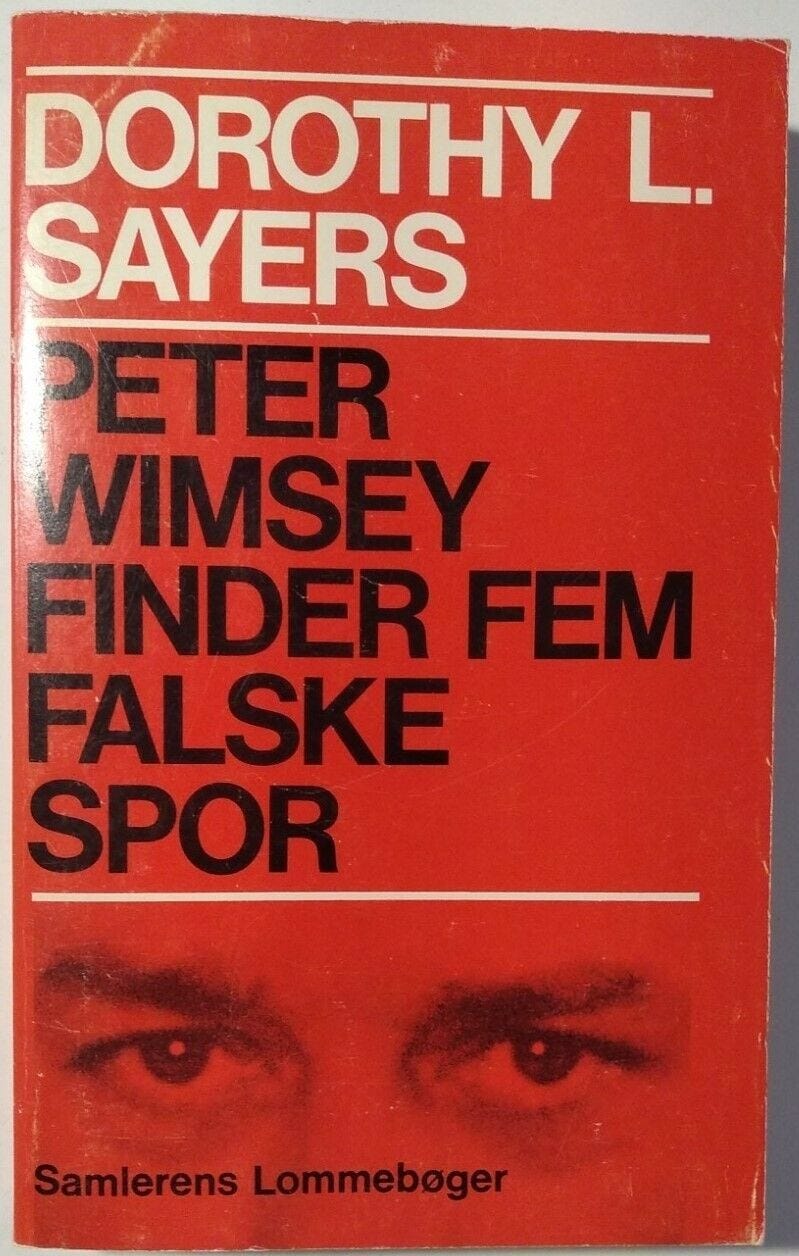 DOROTHY L.
SAYERS
PETER
WIMSEY
FINDER FEM
FALSKE
SPOR
Samlerens Lommebøger